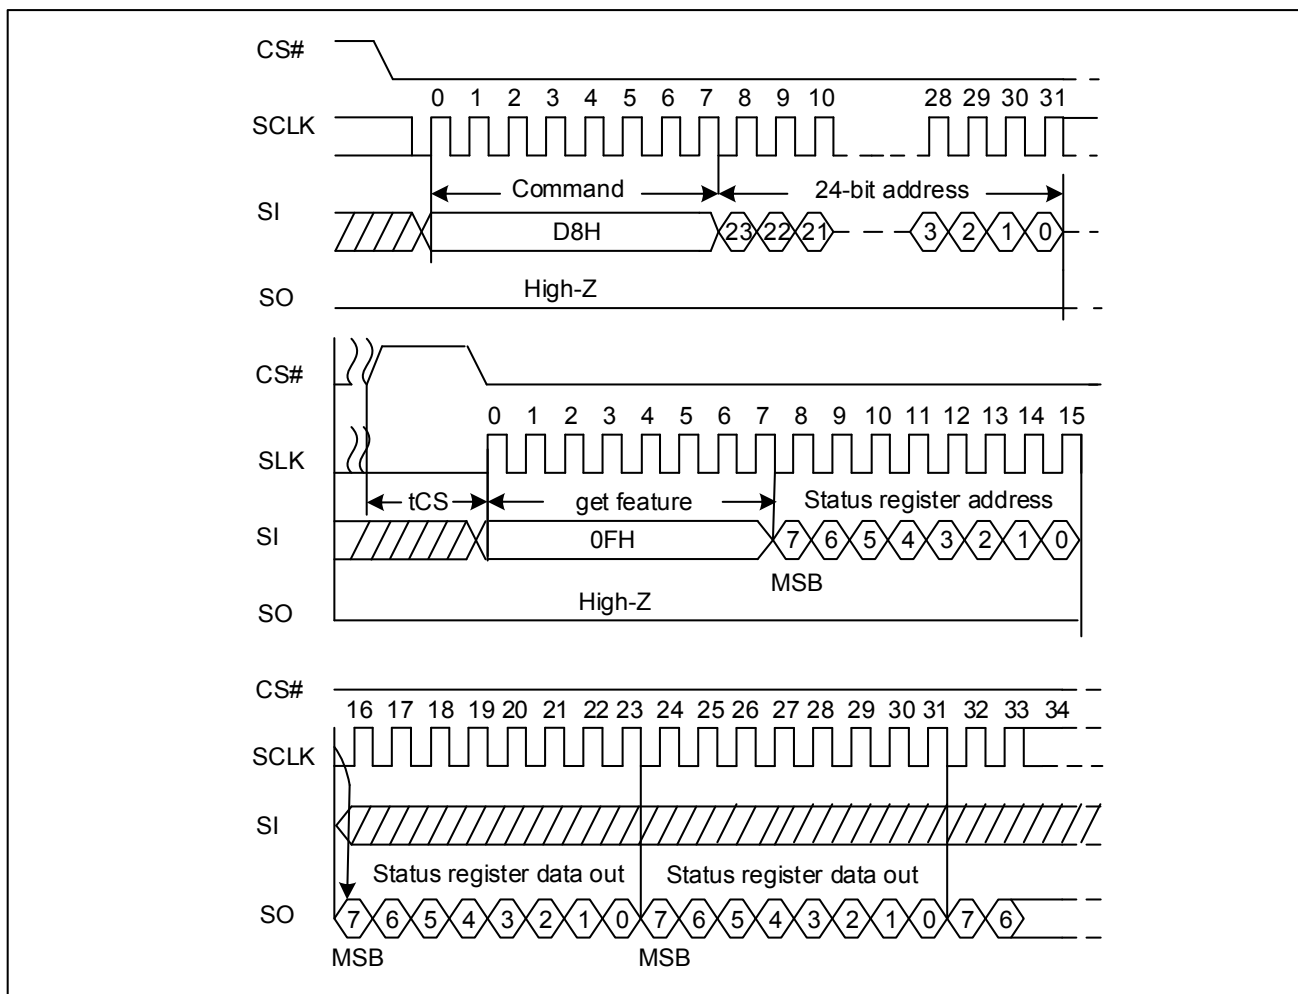 CS#
0 1 2 3 4 5 6 7 8 9 10 28 29 30 31
SCLK
Command 24-bit address
SI
D8H 23 22 21 3 2 1 0
High-Z
SO
CS#
0 1 2 3 4 5 6 7 8 9 10 11 12 13 14 15
SLK
tCS get feature Status register address
SI
0FH 7 6 5 4 3 2 1 0
MSB
High-Z
SO
CS#
16 17 18 19 20 21 22 23 24 25 26 27 28 29 30 31 32 33 34
SCLK
SI
Status register data out Status register data out
SO
7 6 5 4 3 2 1 0 7 6 5 4 3 2 1 0 7 6
MSB MSB